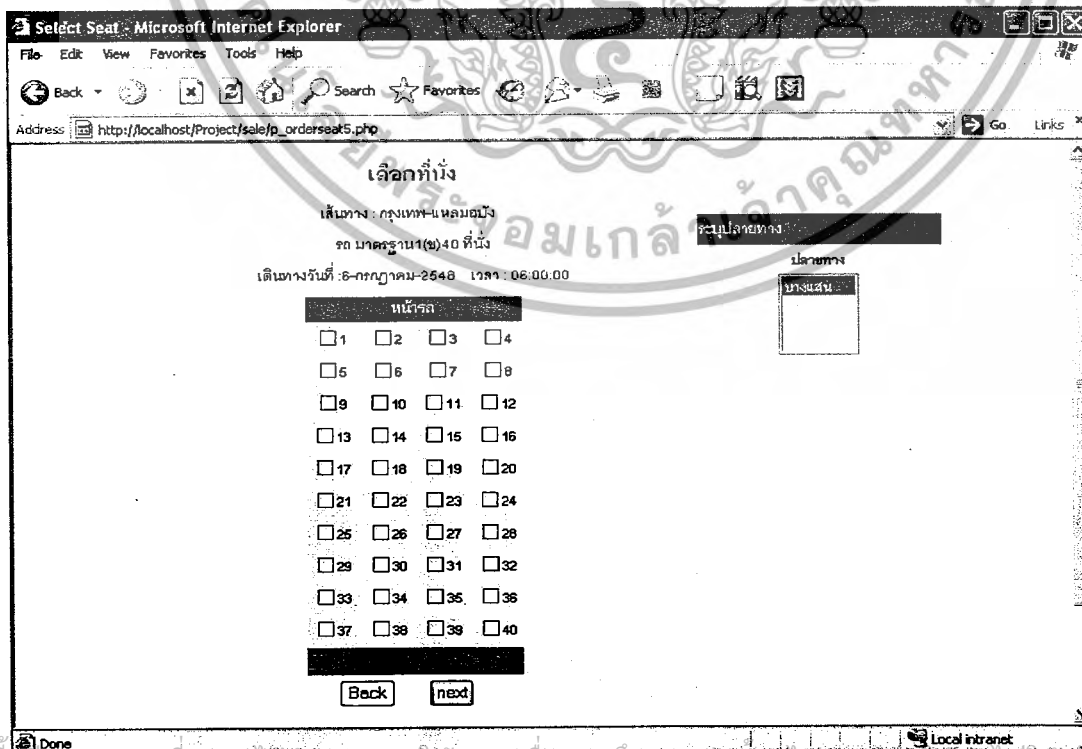 Select Seat - Microsoft Internet Explorer
File Edit View Favorites Tools Help
Back Search Favorites
Address http://localhost/Project/sale/p_orderseat5.php Go Links
เลือกที่นั่ง
เส้นทาง : กรุงเทพ-แหลมฉบัง
รถ มาตรฐาน1(ข)40 ที่นั่ง
เดินทางวันที่ :6-กรกฎาคม-2548 เวลา : 06:00:00
หน้ารถ
1 2 3 4
5 6 7 8
9 10 11 12
13 14 15 16
17 18 19 20
21 22 23 24
25 26 27 28
29 30 31 32
33 34 35 36
37 38 39 40
Back next
ระบุปลายทาง
ปลายทาง
บางแสน
Done Local intranet